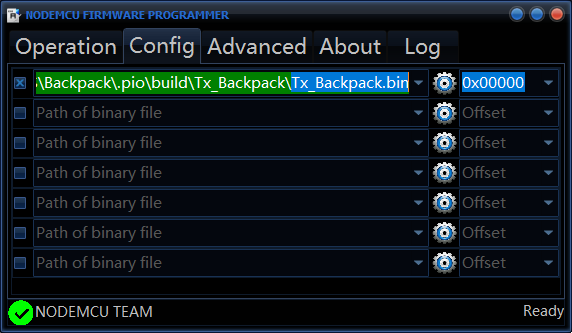 NODEMCU FIRMWARE PROGRAMMER
Operation Config Advanced About Log
\Backpack\.pio\build\Tx_Backpack\Tx_Backpack.bin 0x00000
Path of binary file Offset
Path of binary file Offset
Path of binary file Offset
Path of binary file Offset
Path of binary file Offset
Path of binary file Offset
NODEMCU TEAM Ready